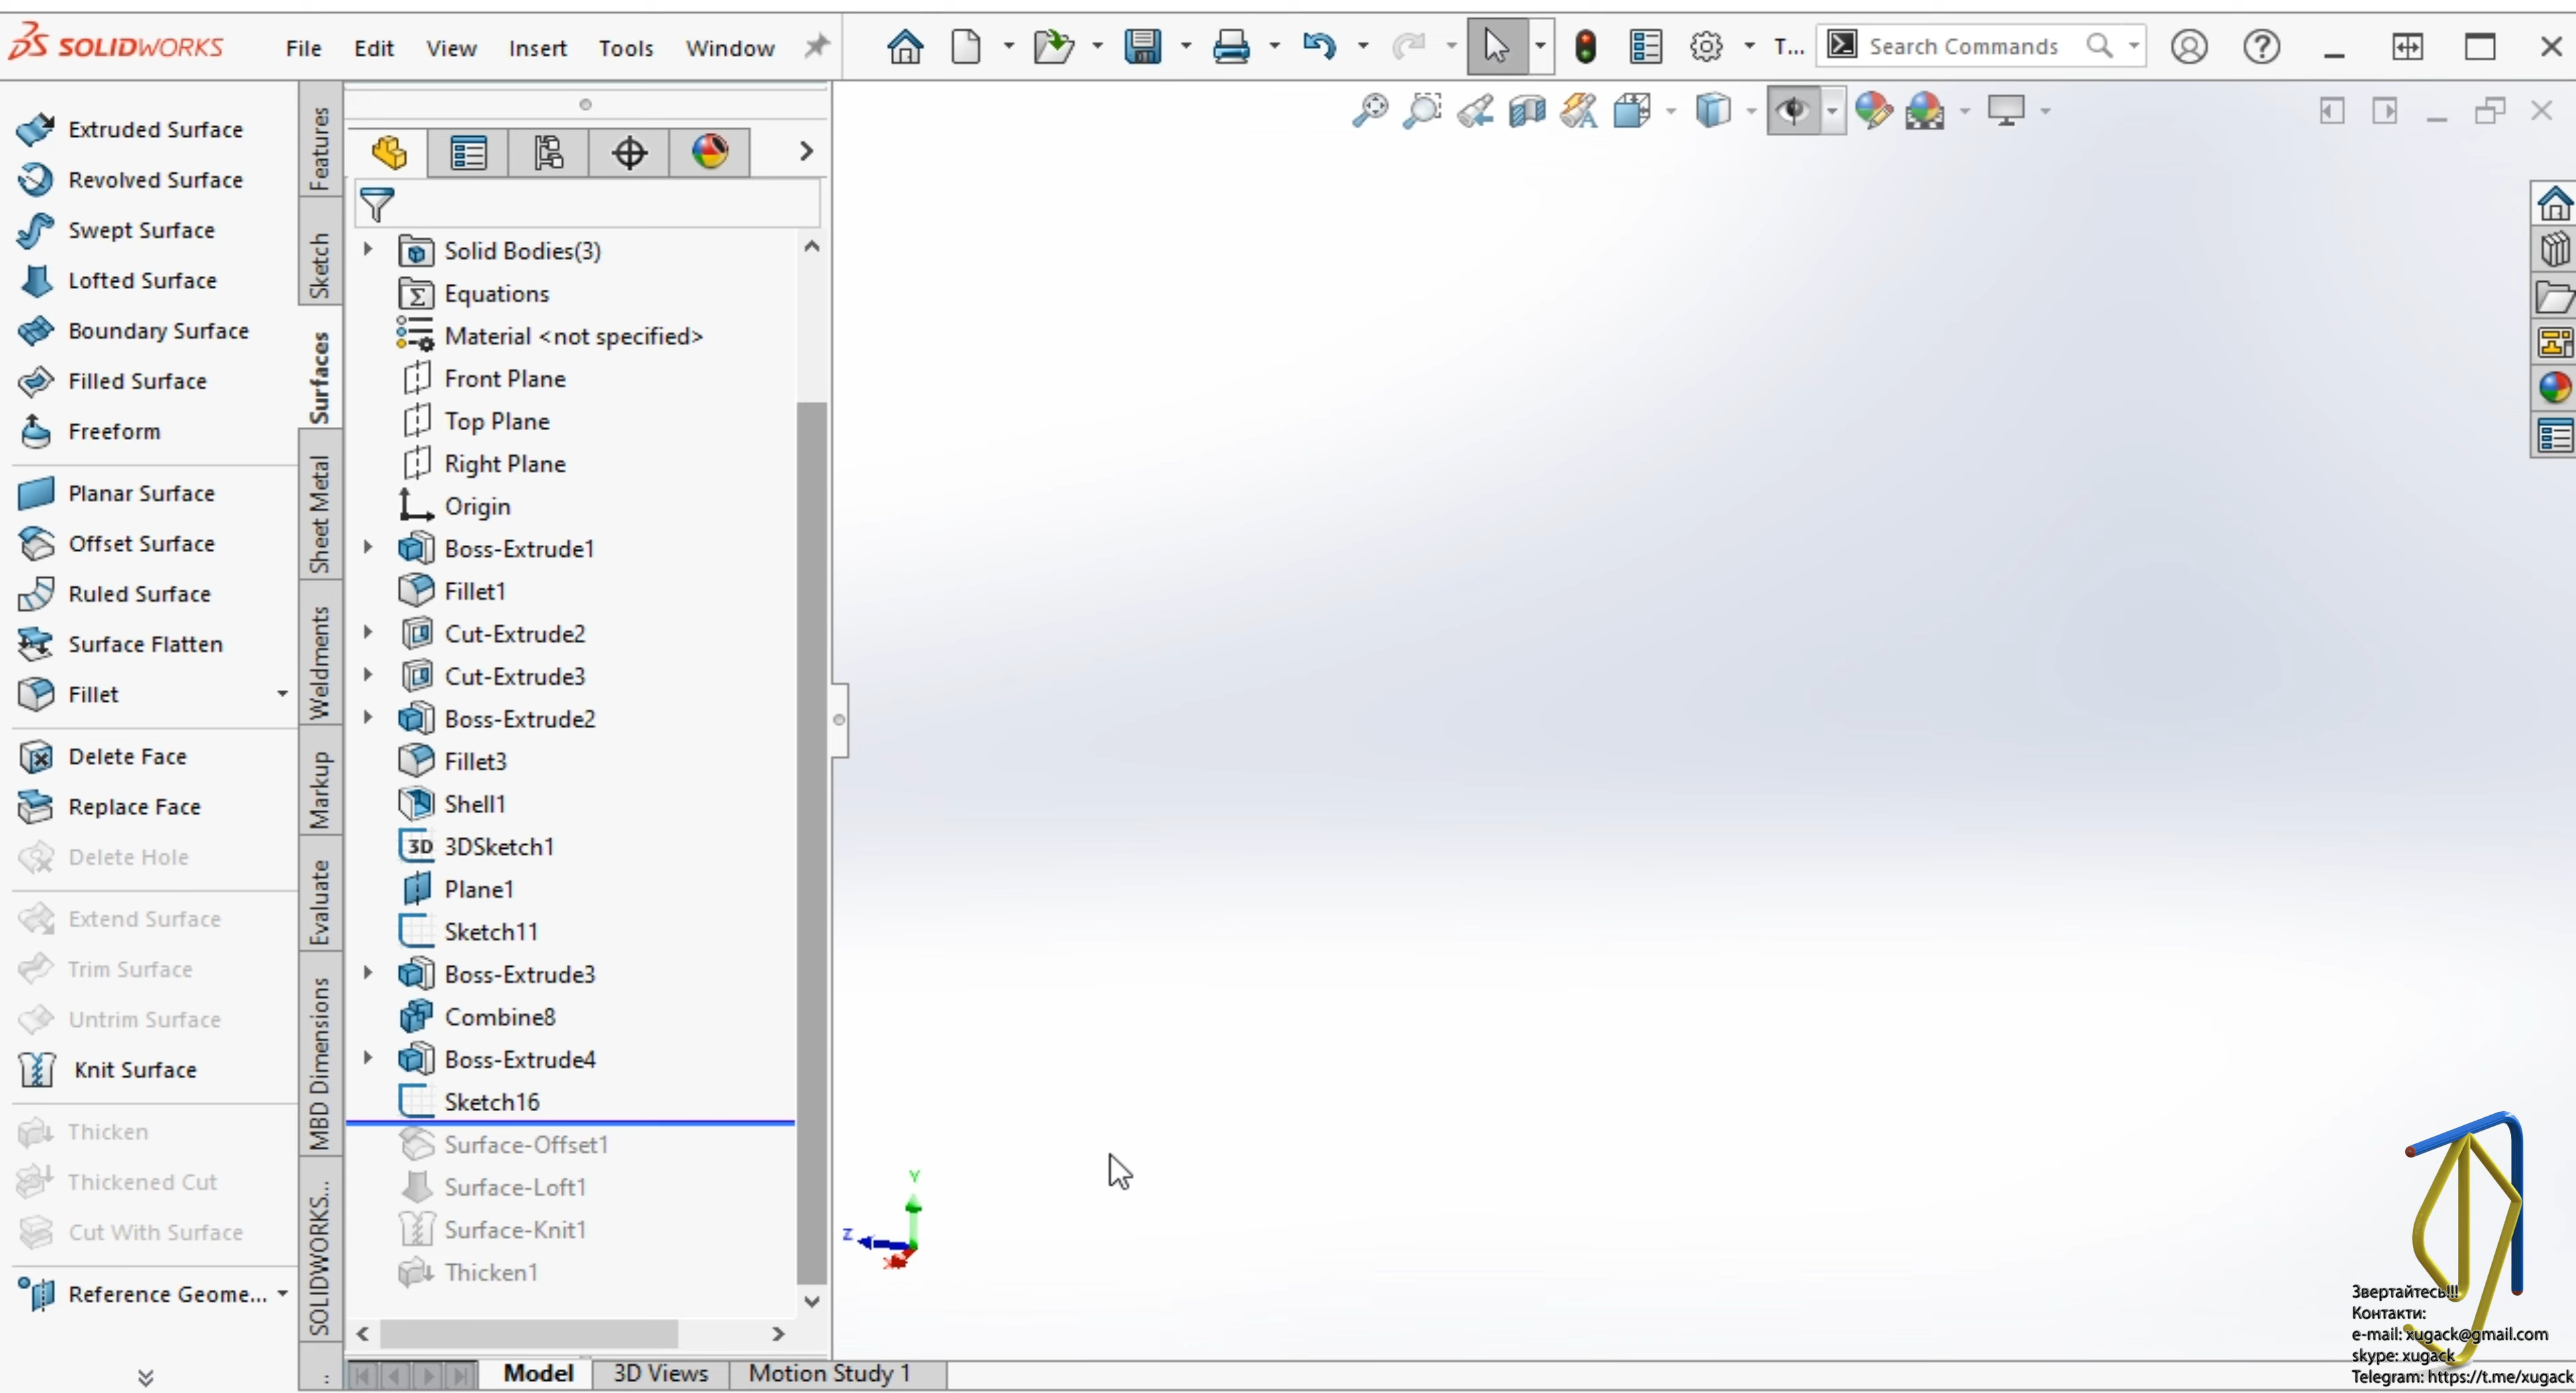 SOLIDWORKS File Edit View Insert Tools Window T... Search Commands
Extruded Surface
Revolved Surface
Swept Surface
Lofted Surface
Boundary Surface
Filled Surface
Freeform
Planar Surface
Offset Surface
Ruled Surface
Surface Flatten
Fillet
Delete Face
Replace Face
Delete Hole
Extend Surface
Trim Surface
Untrim Surface
Knit Surface
Thicken
Thickened Cut
Cut With Surface
Reference Geome...
Features
Sketch
Surfaces
Sheet Metal
Weldments
Markup
Evaluate
MBD Dimensions
SOLIDWORKS...
Solid Bodies(3)
Equations
Material <not specified>
Front Plane
Top Plane
Right Plane
Origin
Boss-Extrude1
Fillet1
Cut-Extrude2
Cut-Extrude3
Boss-Extrude2
Fillet3
Shell1
3D 3DSketch1
Plane1
Sketch11
Boss-Extrude3
Combine8
Boss-Extrude4
Sketch16
Surface-Offset1
Surface-Loft1
Surface-Knit1
Thicken1
Model 3D Views Motion Study 1
Y
Z
X
Звертайтесь!!!
Контакти:
e-mail: xugack@gmail.com
skype: xugack
Telegram: https://t.me/xugack